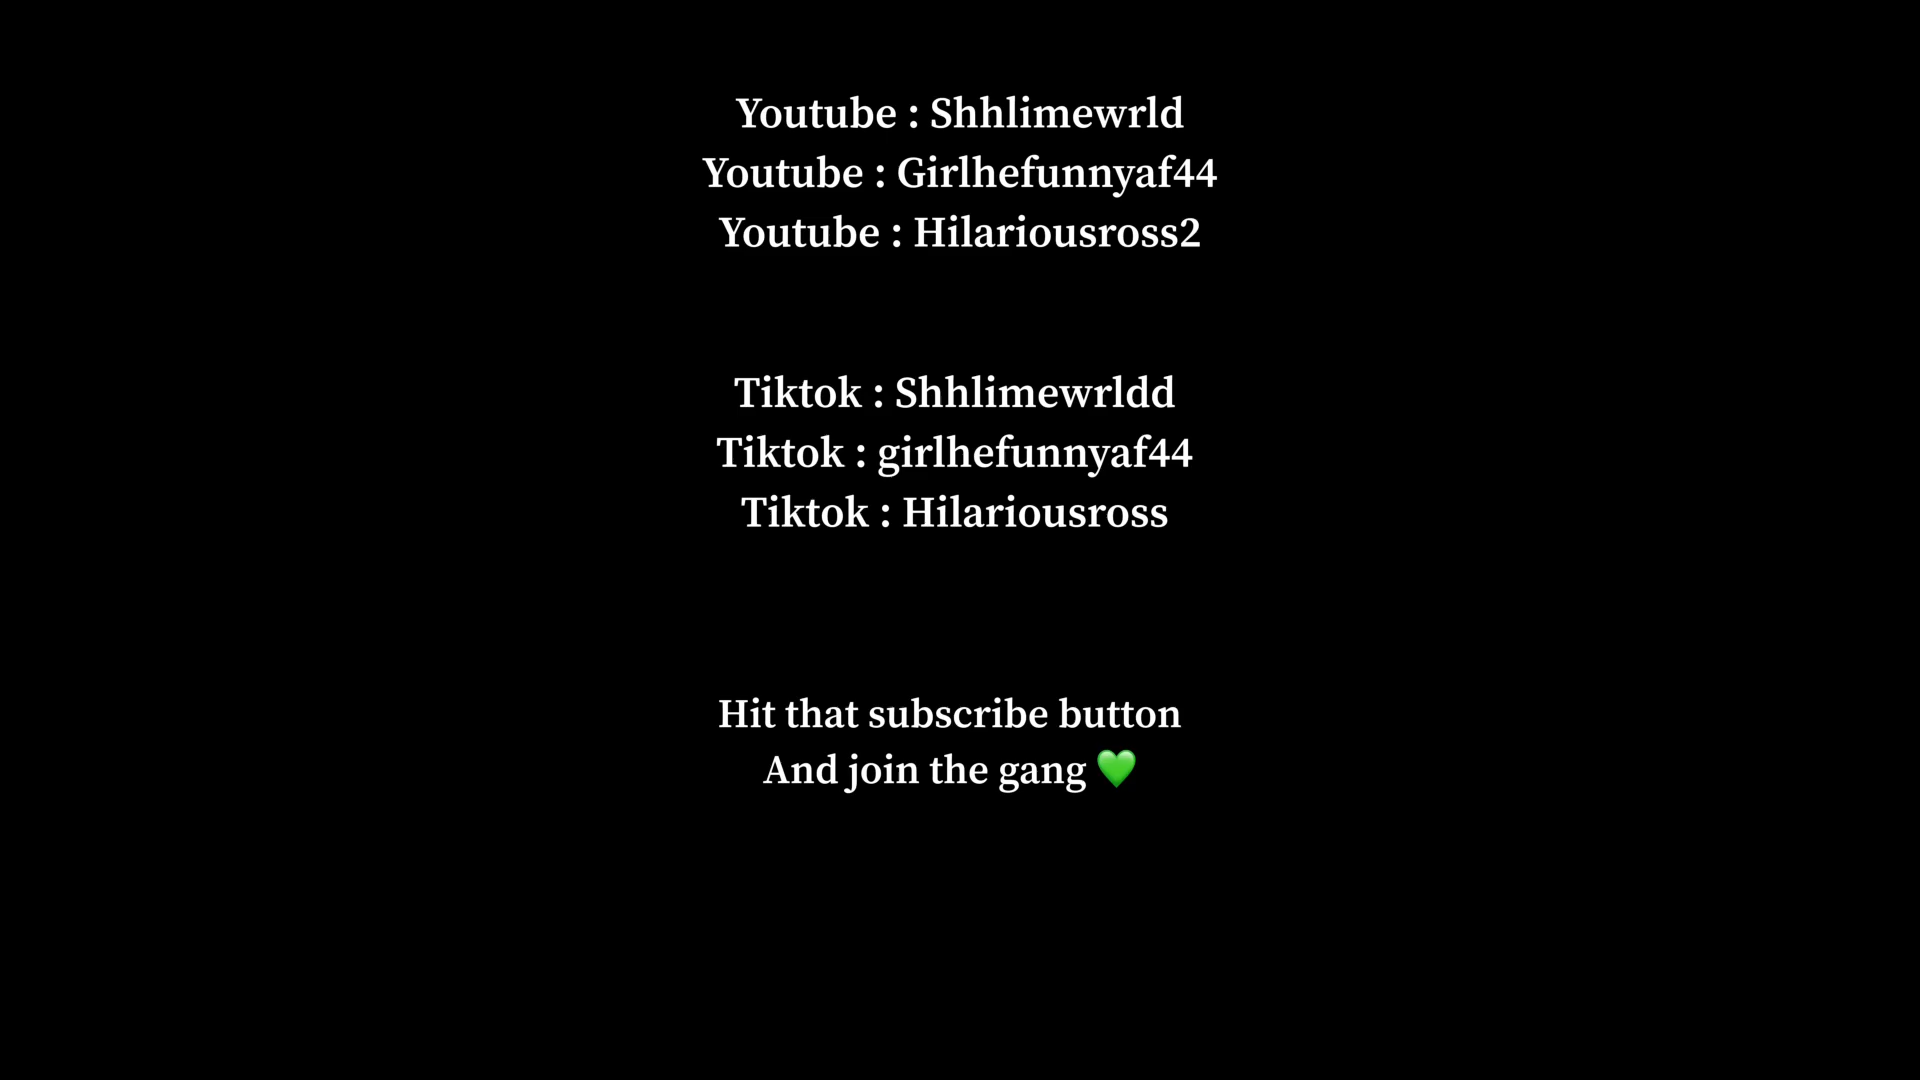 Youtube : Shhlimewrld
Youtube : Girlhefunnyaf44
Youtube : Hilariousross2
Tiktok : Shhlimewrldd
Tiktok : girlhefunnyaf44
Tiktok : Hilariousross
Hit that subscribe button
And join the gang 💚